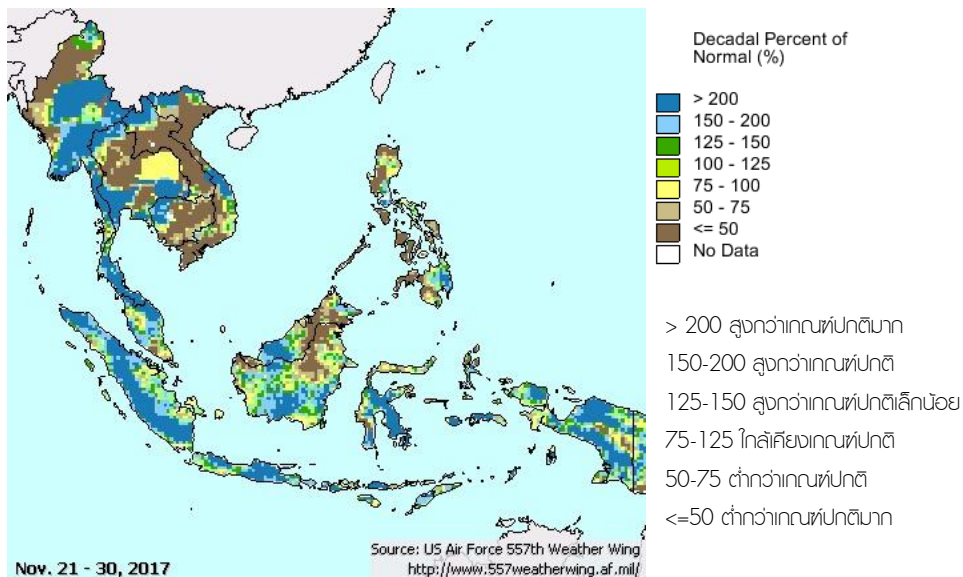 Decadal Percent of
Normal (%)
> 200
150 - 200
125 - 150
100 - 125
75 - 100
50 - 75
<= 50
No Data
> 200 สูงกว่าเกณฑ์ปกติมาก
150-200 สูงกว่าเกณฑ์ปกติ
125-150 สูงกว่าเกณฑ์ปกติเล็กน้อย
75-125 ใกล้เคียงเกณฑ์ปกติ
50-75 ต่ำกว่าเกณฑ์ปกติ
<=50 ต่ำกว่าเกณฑ์ปกติมาก
Source: US Air Force 557th Weather Wing
Nov. 21 - 30, 2017 http://www.557weatherwing.af.mil/